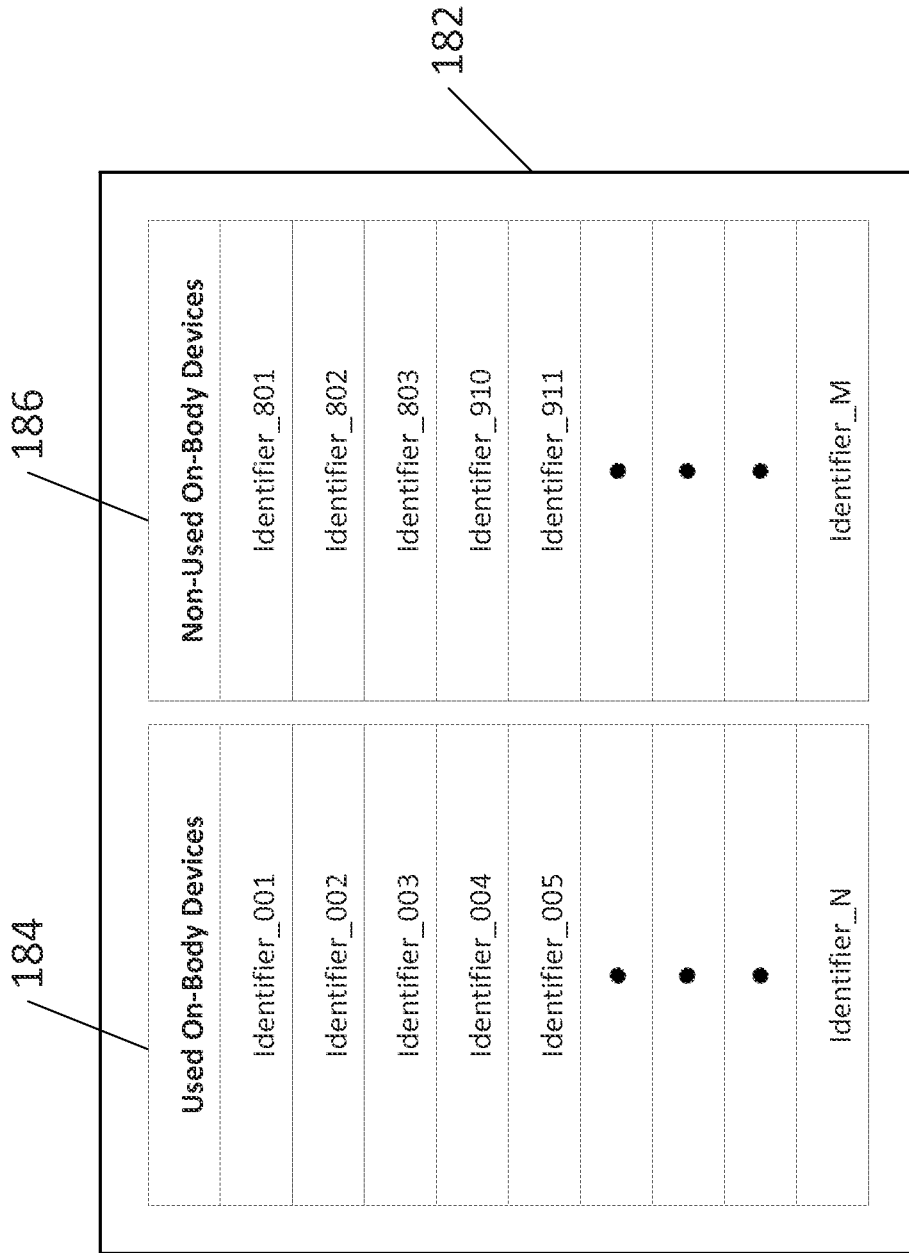 184
186
Used On-Body Devices
Identifier_001
Identifier_002
Identifier_003
Identifier_004
Identifier_005
Identifier_N
Non-Used On-Body Devices
Identifier_801
Identifier_802
Identifier_803
Identifier_910
Identifier_911
Identifier_M
182